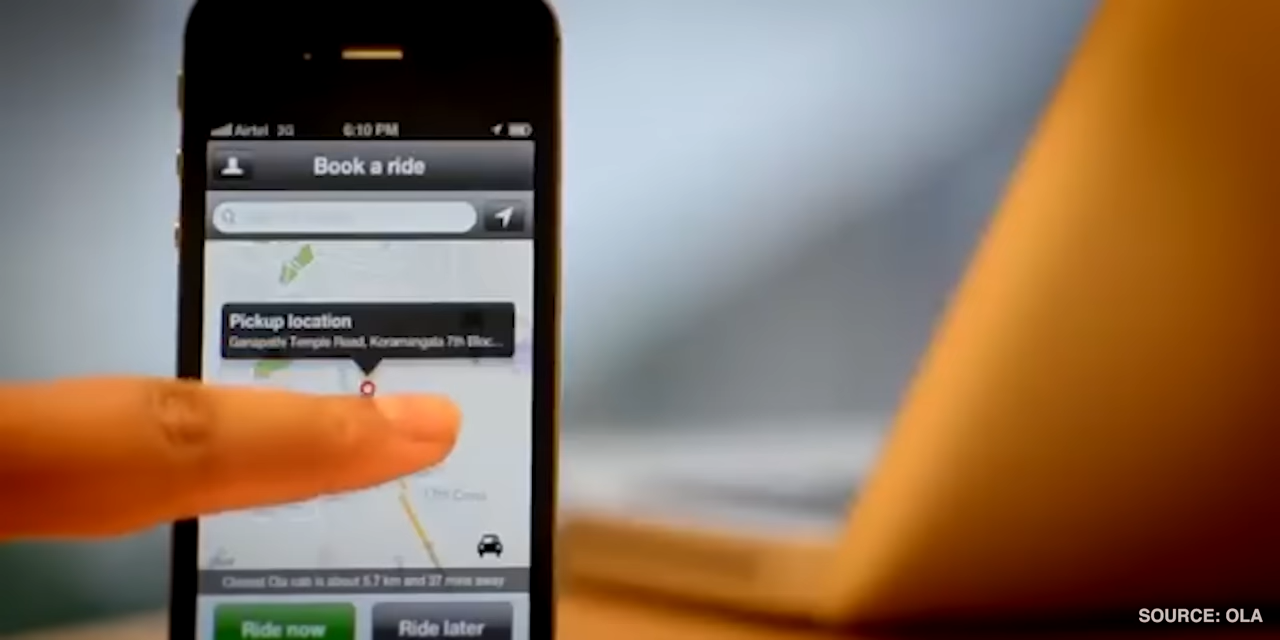 Airtel 3G 6:10 PM
Book a ride
Pickup location
Ganapathi Temple Road, Koramangala 7th Bloc...
Closest Ola cab is about 5.7 km and 27 mins away
Ride now
Ride later
SOURCE: OLA